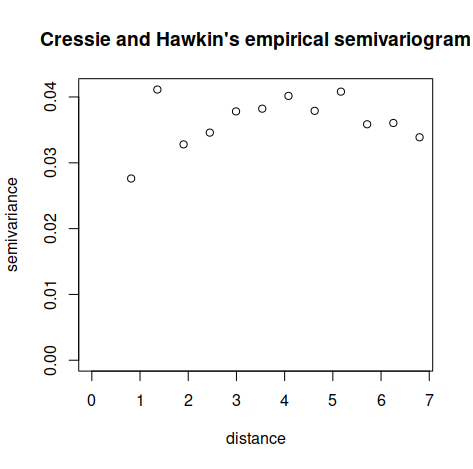 Cressie and Hawkin's empirical semivariogram
0.04
0.03
0.02
0.01
0.00
semivariance
0 1 2 3 4 5 6 7
distance